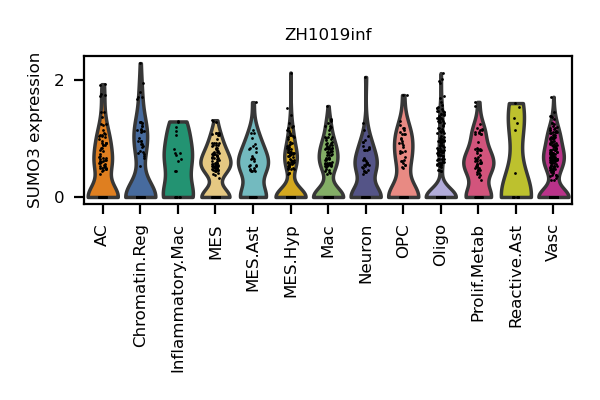 ZH1019inf
SUMO3 expression
2
0
AC
Chromatin.Reg
Inflammatory.Mac
MES
MES.Ast
MES.Hyp
Mac
Neuron
OPC
Oligo
Prolif.Metab
Reactive.Ast
Vasc